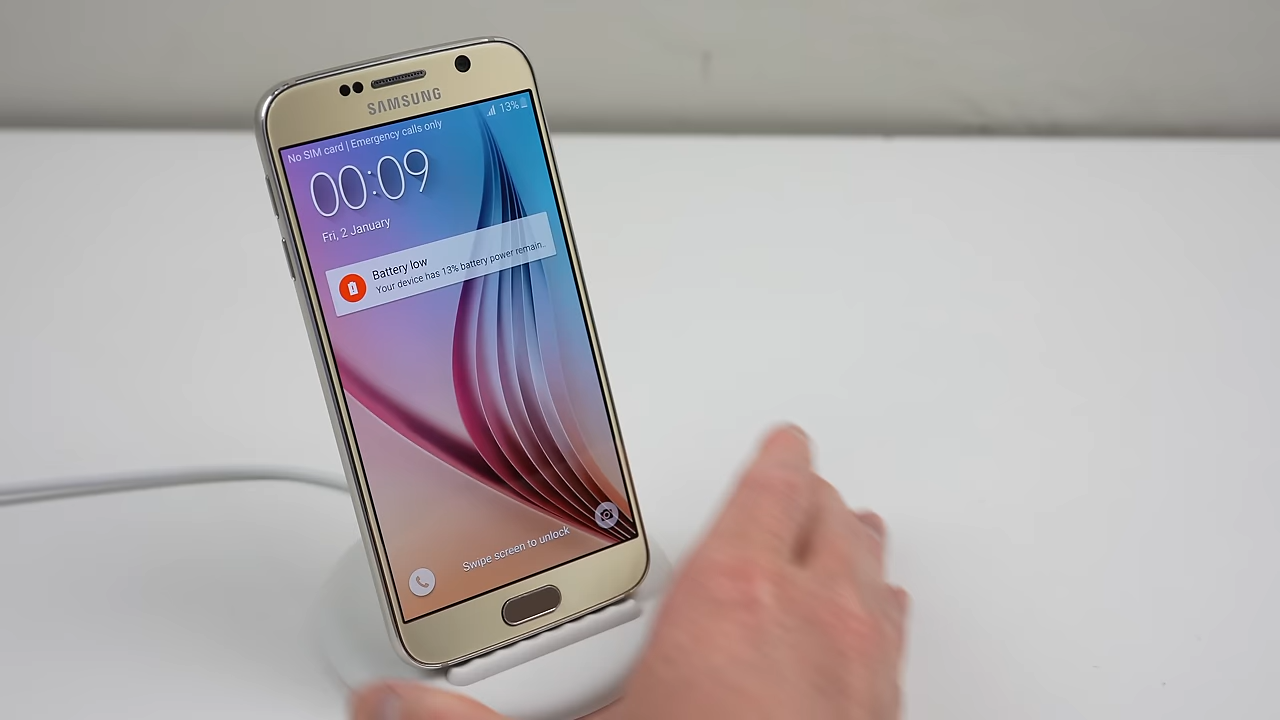 SAMSUNG
No SIM card | Emergency calls only
13%
00:09
Fri, 2 January
Battery low
Your device has 13% battery power remain..
Swipe screen to unlock